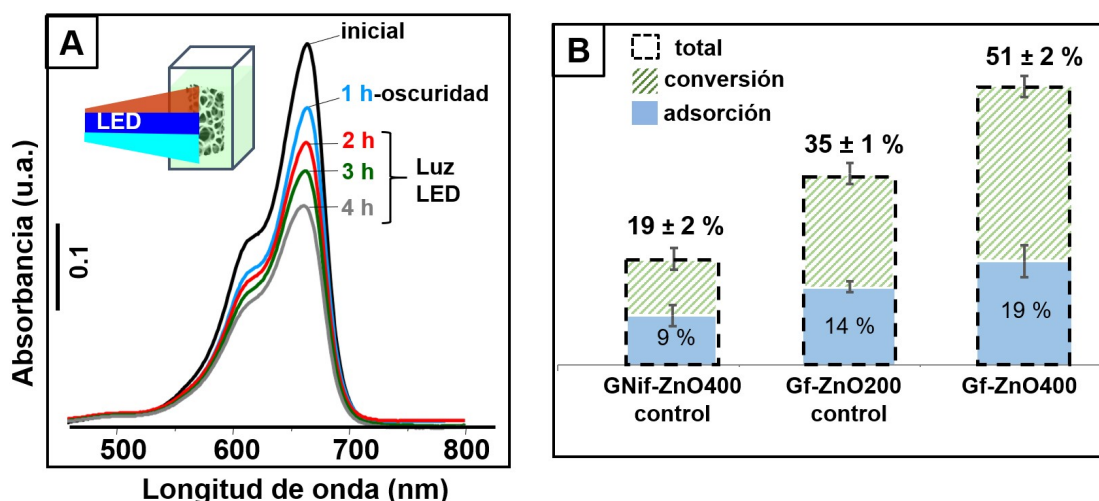 A
inicial
1 h-oscuridad
2 h
3 h
4 h
Luz
LED
LED
0.1
Absorbancia (u.a.)
500
600
700
800
Longitud de onda (nm)
B
total
conversión
adsorción
19 ± 2 %
35 ± 1 %
51 ± 2 %
9 %
14 %
19 %
GNif-ZnO400
control
Gf-ZnO200
control
Gf-ZnO400